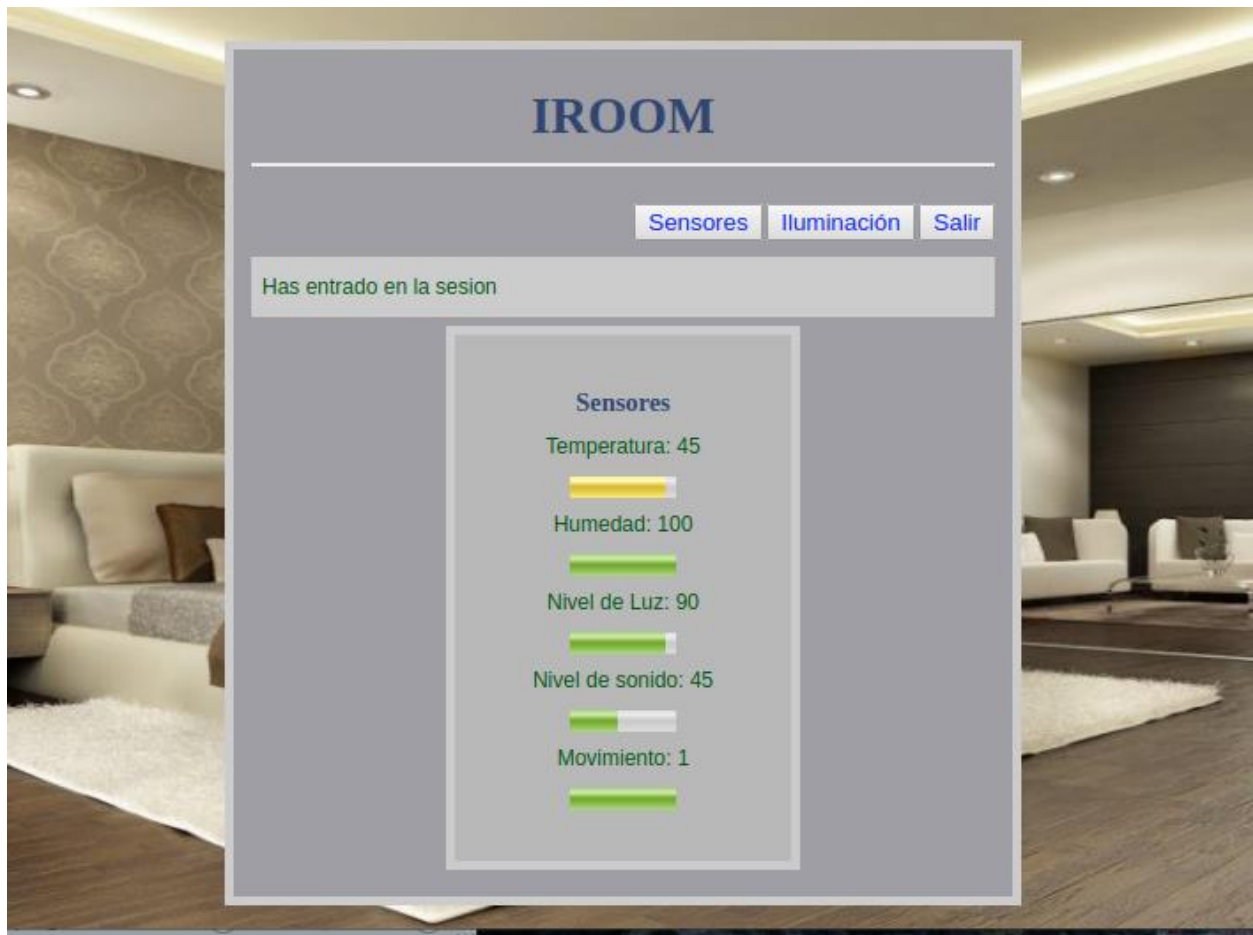 IROOM
Sensores Iluminación Salir
Has entrado en la sesion
Sensores
Temperatura: 45
Humedad: 100
Nivel de Luz: 90
Nivel de sonido: 45
Movimiento: 1